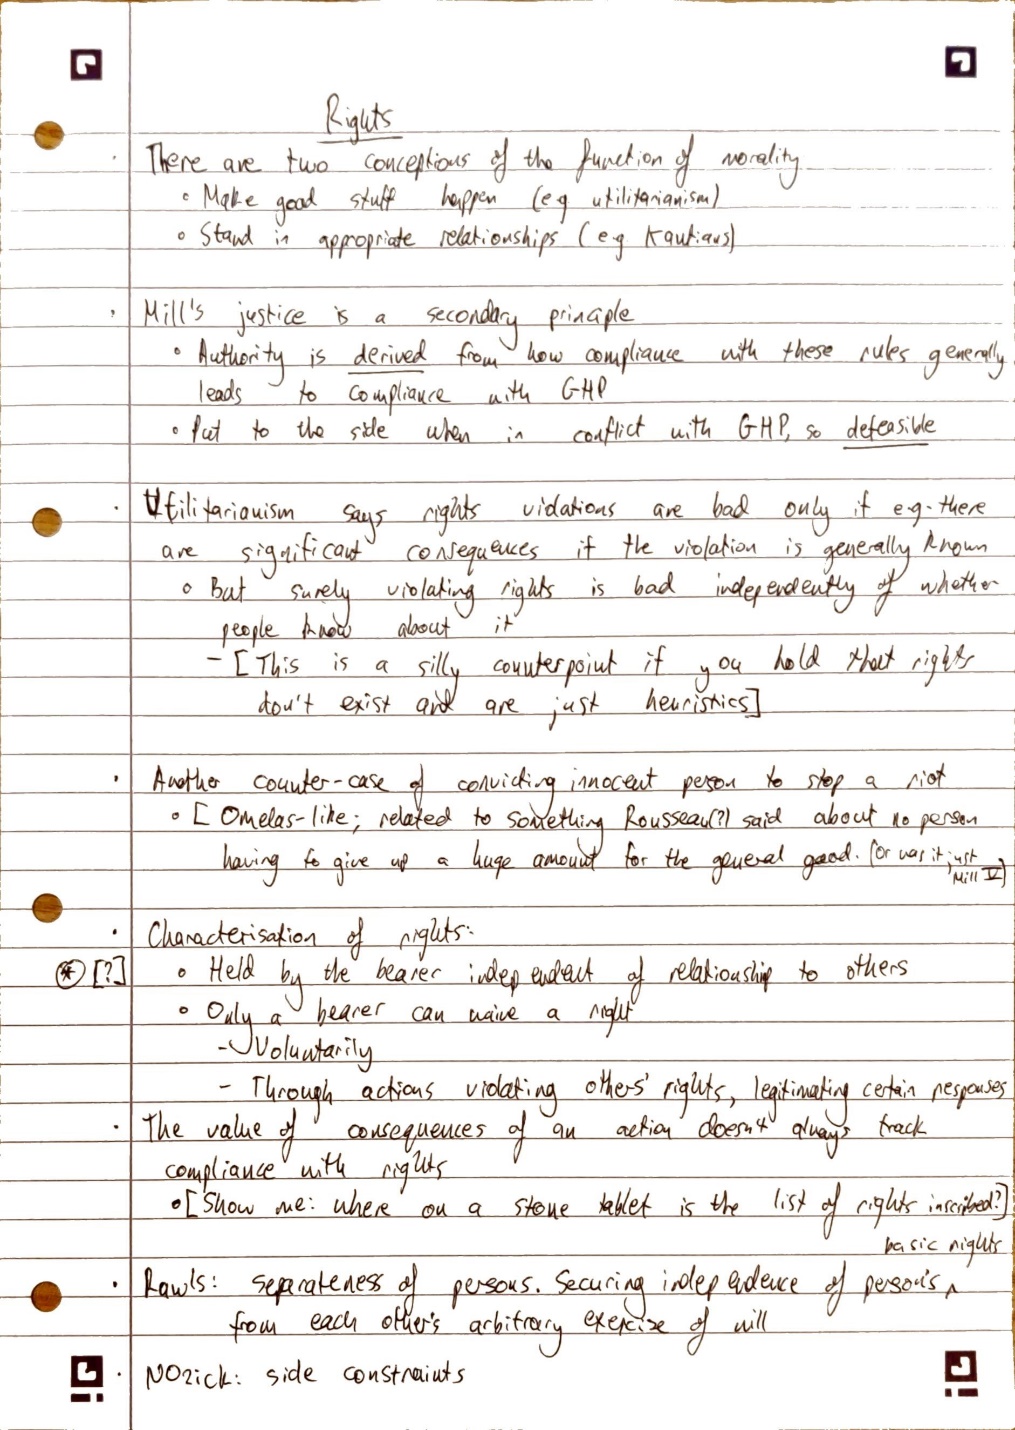 Rights
There are two conceptions of the function of morality
• Make good stuff happen (e.g utilitarianism)
• Stand in appropriate relationships (e.g Kantians)
Mill's justice is a secondary principle
• Authority is derived from how compliance with these rules generally
leads to compliance with GHP
• Put to the side when in conflict with GHP, so defeasible
Utilitarianism says rights violations are bad only if e.g. there
are significant consequences if the violation is generally known
• But surely violating rights is bad independently of whether
people know about it
- [This is a silly counterpoint if you hold that rights
don't exist and are just heuristics]
Another counter-case of convicting innocent person to stop a riot
• [Omelas-like; related to something Rousseau(?) said about no person
having to give up a huge amount for the general good. (or was it just
Mill V)]
Characterisation of rights:
(*) [?] • Held by the bearer independent of relationship to others
• Only a bearer can waive a right
- Voluntarily
- Through actions violating others' rights, legitimating certain responses
The value of consequences of an action doesn't always track
compliance with rights
• [Show me: where on a stone tablet is the list of rights inscribed?]
basic rights
Rawls: separateness of persons. Securing independence of person's ^
from each other's arbitrary exercise of will
Nozick: side constraints